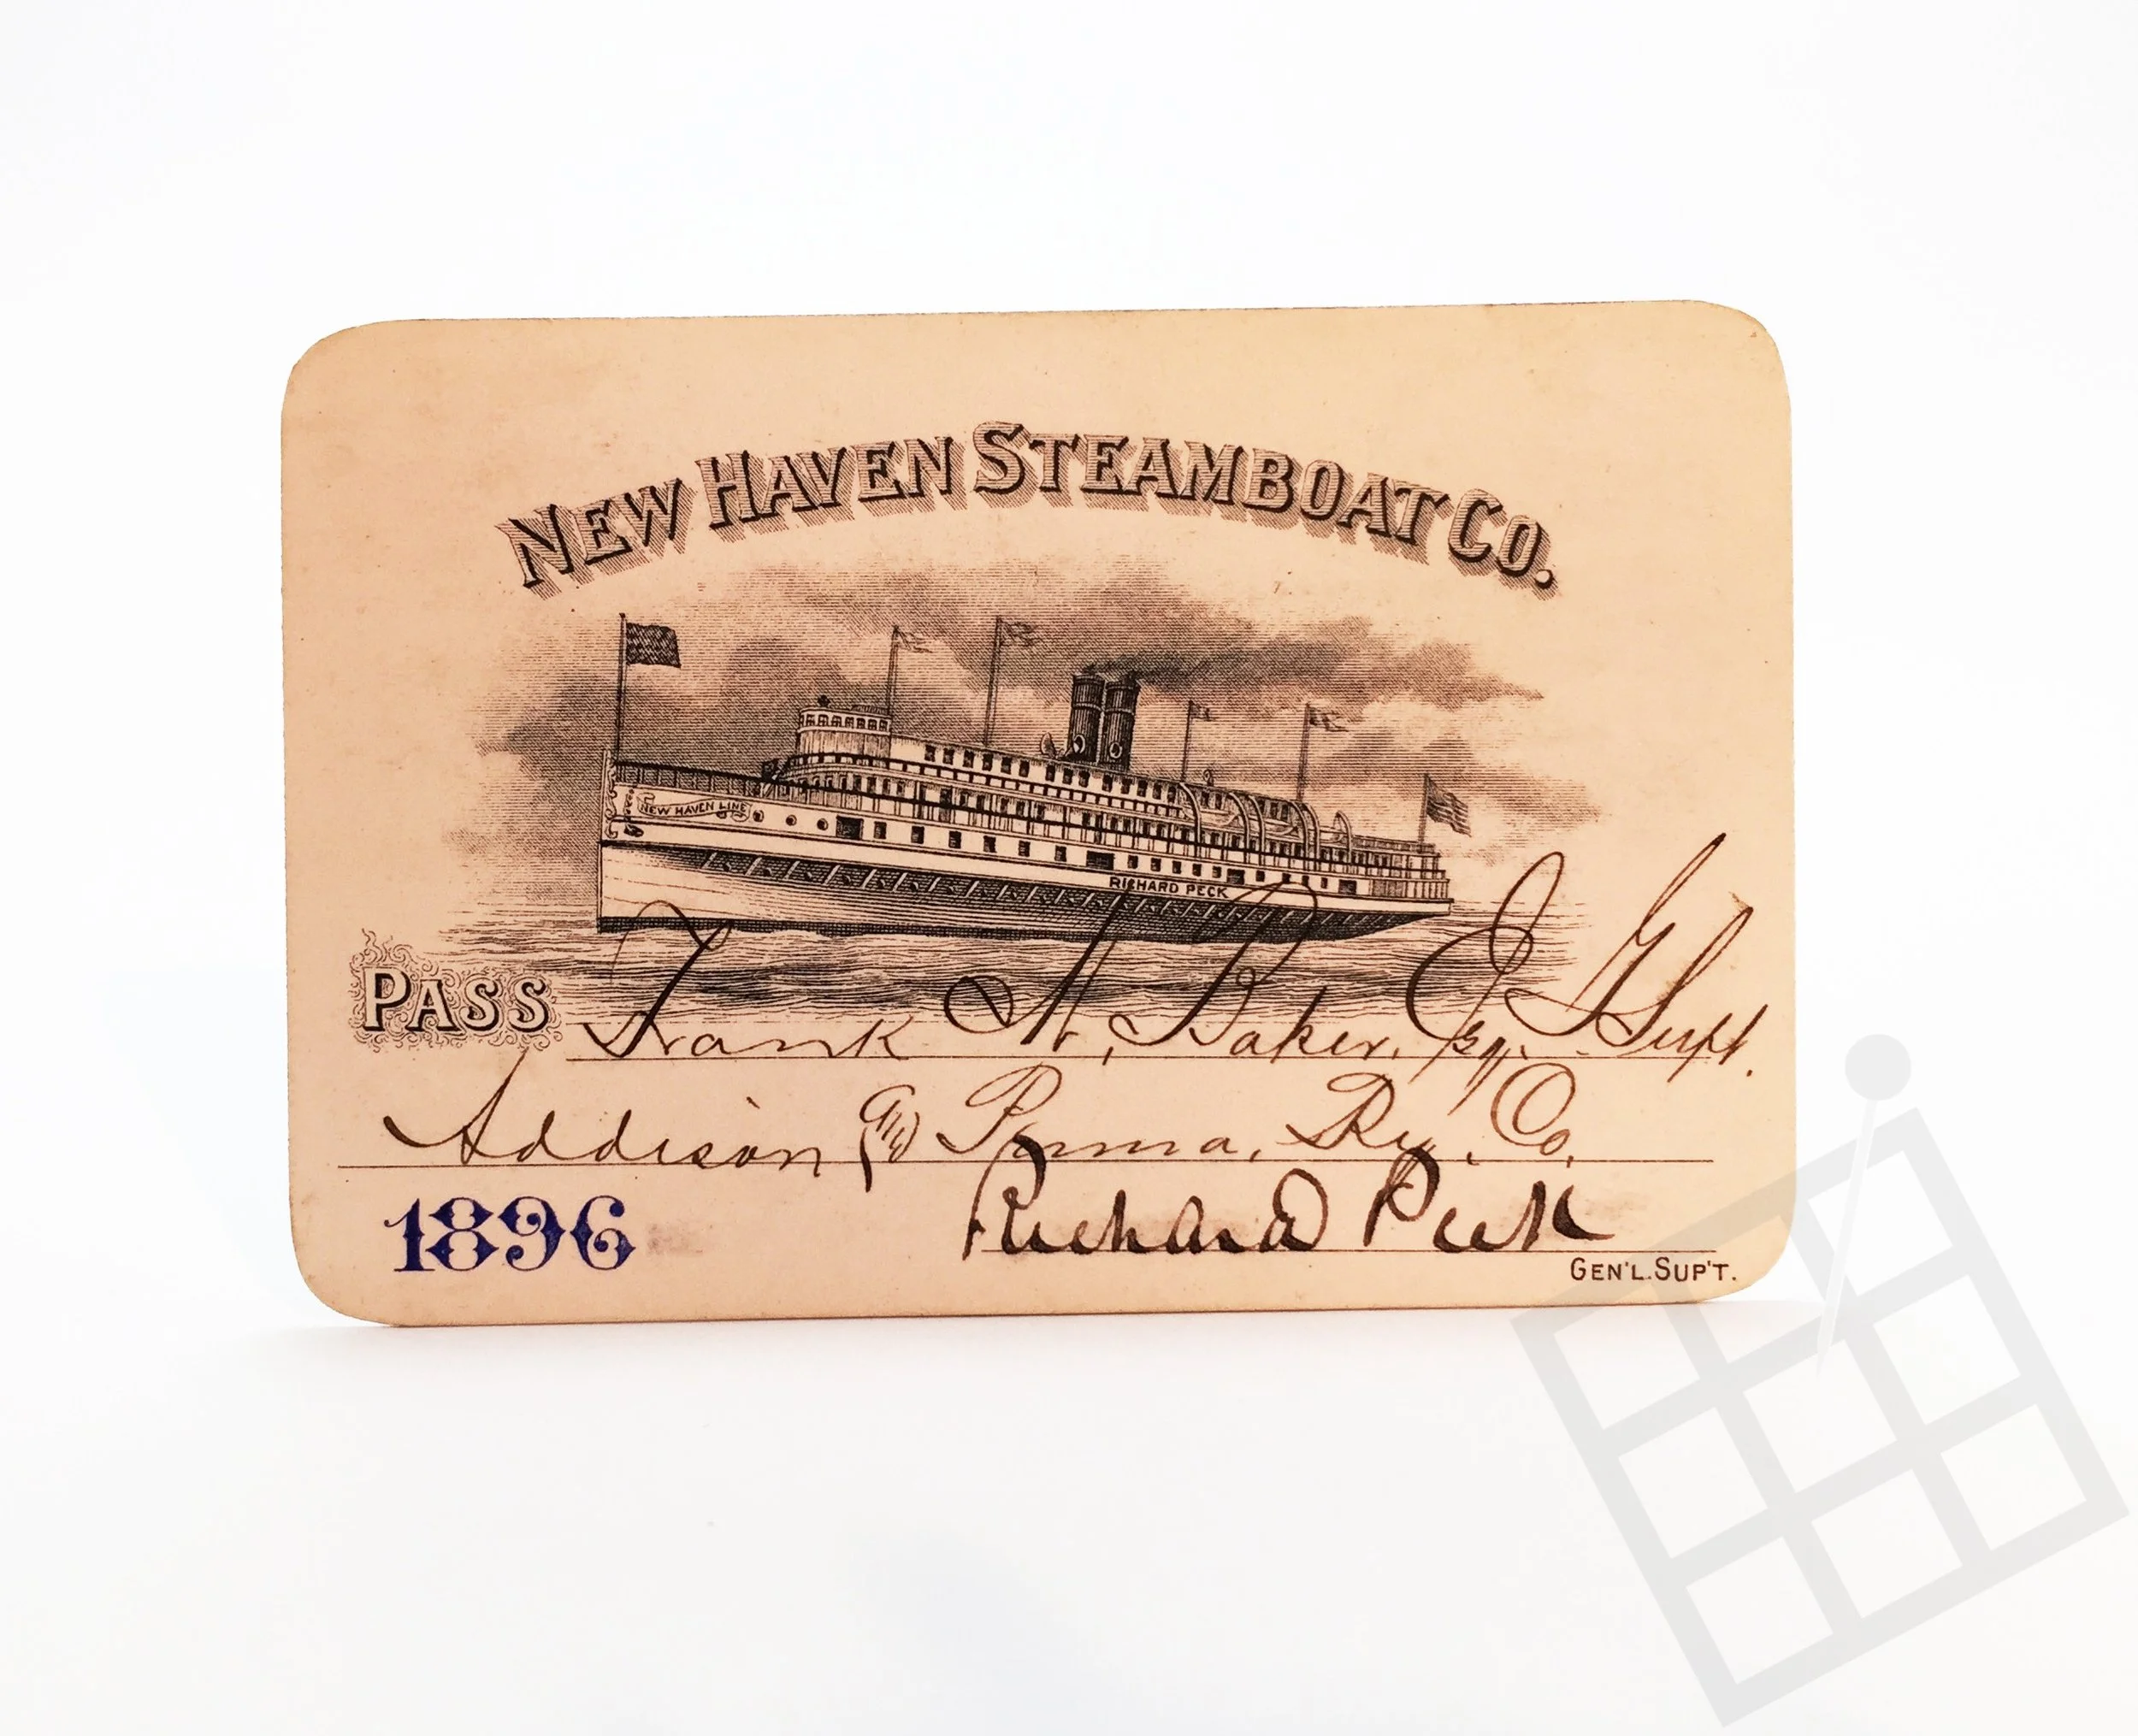 NEW HAVEN STEAMBOAT CO.
NEW HAVEN LINE
RICHARD PECK
PASS Frank M. Baker, Esq. G Supt.
Addison & Penna. Ry. Co.
1896 Richard Peck
GEN'L. SUP'T.